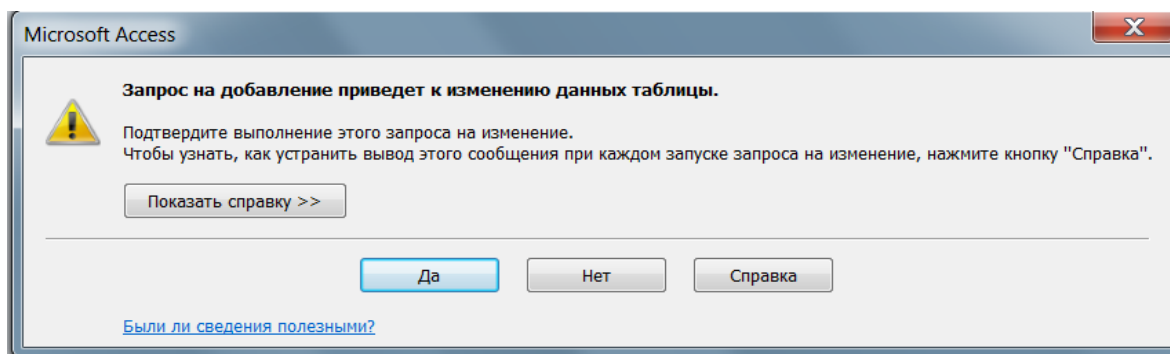 Microsoft Access
Запрос на добавление приведет к изменению данных таблицы.
Подтвердите выполнение этого запроса на изменение.
Чтобы узнать, как устранить вывод этого сообщения при каждом запуске запроса на изменение, нажмите кнопку "Справка".
Показать справку >>
Да
Нет
Справка
Были ли сведения полезными?